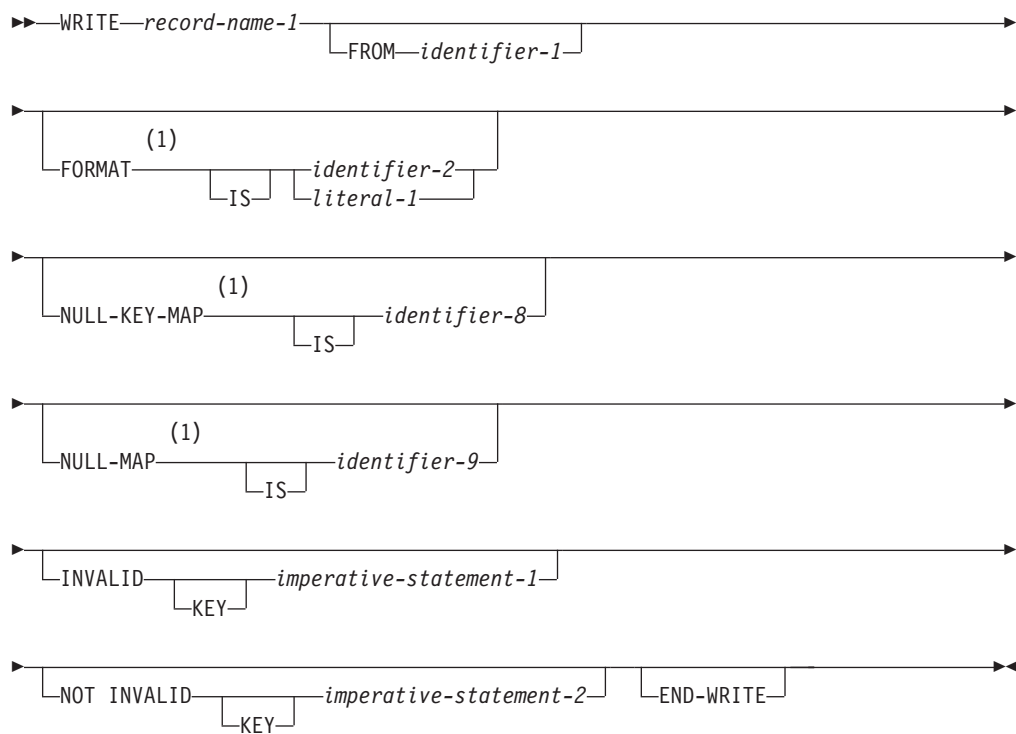 WRITE record-name-1
FROM identifier-1
(1)
FORMAT identifier-2
IS literal-1
(1)
NULL-KEY-MAP identifier-8
IS
(1)
NULL-MAP identifier-9
IS
INVALID imperative-statement-1
KEY
NOT INVALID imperative-statement-2 END-WRITE
KEY